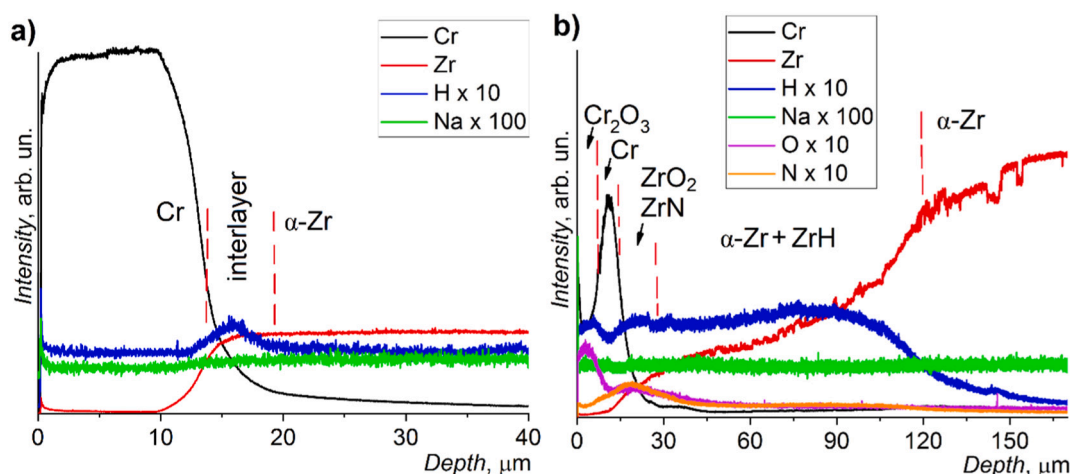 a)
Cr
Zr
H x 10
Na x 100
Intensity, arb. un.
Cr
interlayer
α-Zr
0
10
20
30
40
Depth, μm
b)
Cr
Zr
H x 10
Na x 100
O x 10
N x 10
Intensity, arb. un.
Cr₂O₃
Cr
ZrO₂
ZrN
α-Zr + ZrH
α-Zr
0
30
60
90
120
150
Depth, μm